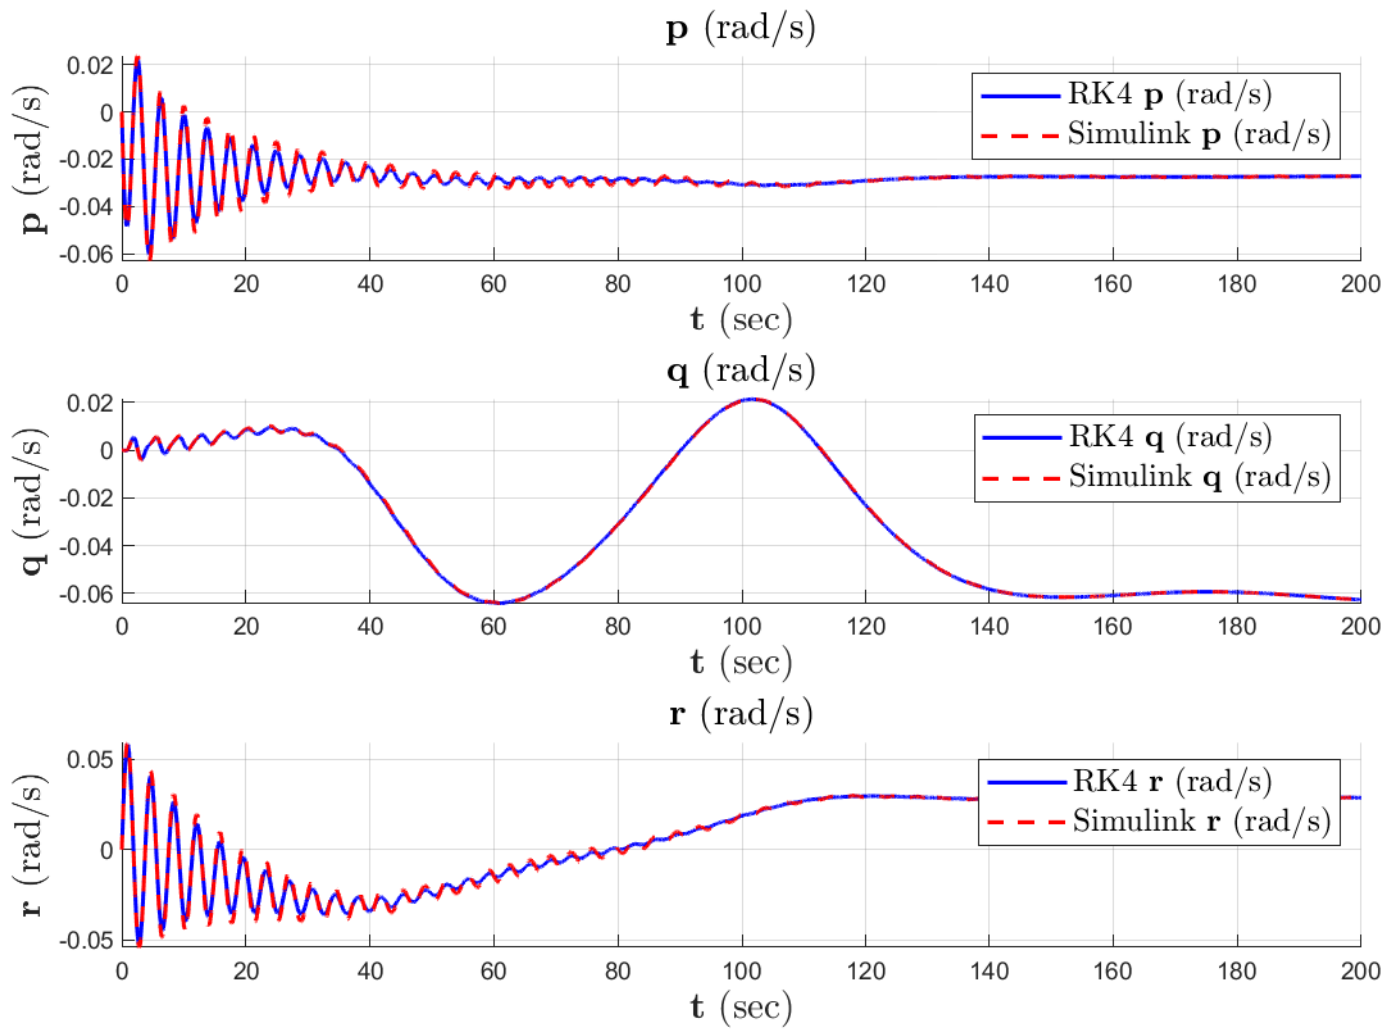 p (rad/s)
p (rad/s)
0.02
0
-0.02
-0.04
-0.06
RK4 p (rad/s)
Simulink p (rad/s)
0 20 40 60 80 100 120 140 160 180 200
t (sec)
q (rad/s)
q (rad/s)
0.02
0
-0.02
-0.04
-0.06
RK4 q (rad/s)
Simulink q (rad/s)
0 20 40 60 80 100 120 140 160 180 200
t (sec)
r (rad/s)
r (rad/s)
0.05
0
-0.05
RK4 r (rad/s)
Simulink r (rad/s)
0 20 40 60 80 100 120 140 160 180 200
t (sec)